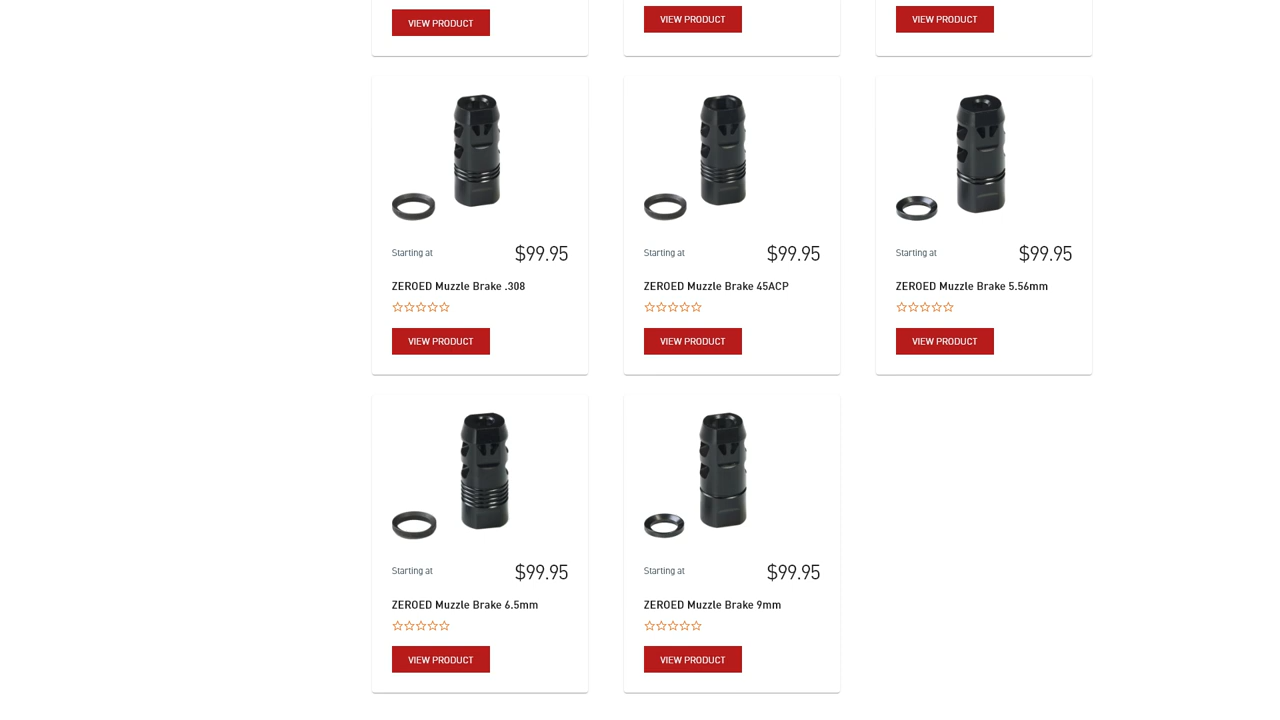 VIEW PRODUCT
VIEW PRODUCT
VIEW PRODUCT
Starting at $99.95
ZEROED Muzzle Brake .308
VIEW PRODUCT
Starting at $99.95
ZEROED Muzzle Brake 45ACP
VIEW PRODUCT
Starting at $99.95
ZEROED Muzzle Brake 5.56mm
VIEW PRODUCT
Starting at $99.95
ZEROED Muzzle Brake 6.5mm
VIEW PRODUCT
Starting at $99.95
ZEROED Muzzle Brake 9mm
VIEW PRODUCT